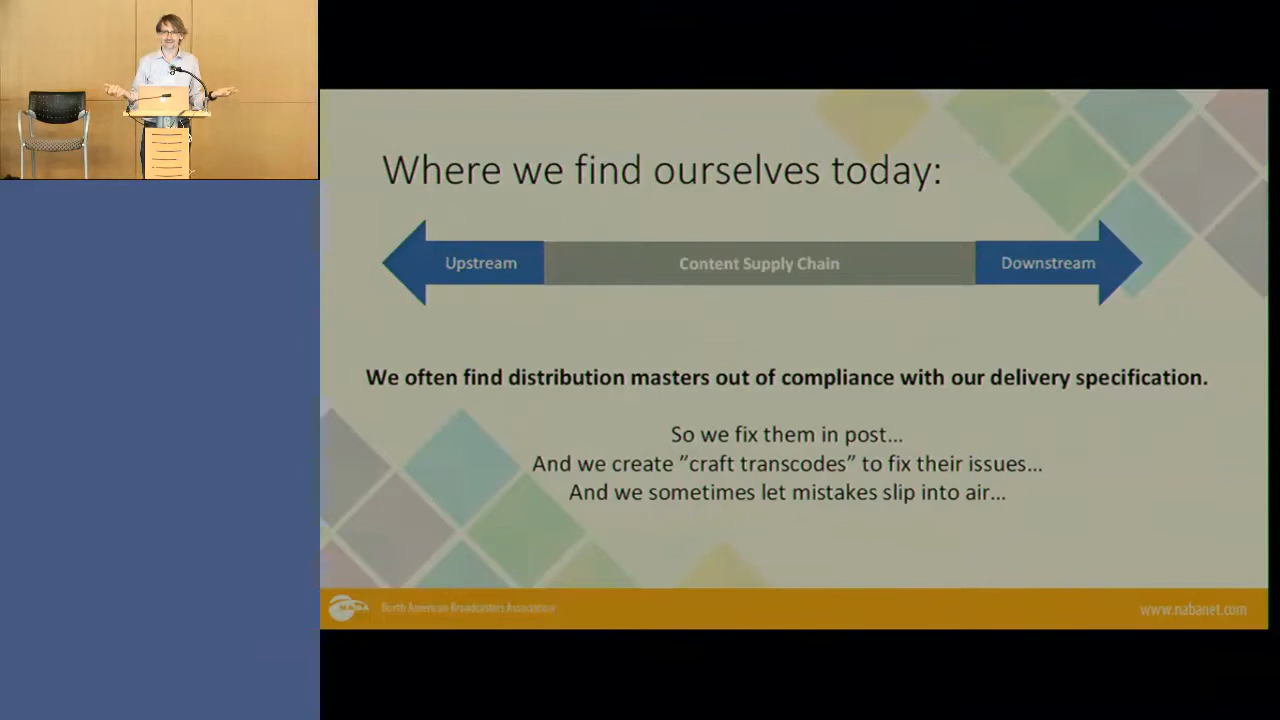 Where we find ourselves today:
Upstream
Content Supply Chain
Downstream
We often find distribution masters out of compliance with our delivery specification.
So we fix them in post...
And we create ”craft transcodes” to fix their issues...
And we sometimes let mistakes slip into air...
NABA
North American Broadcasters Association
www.nabanet.com